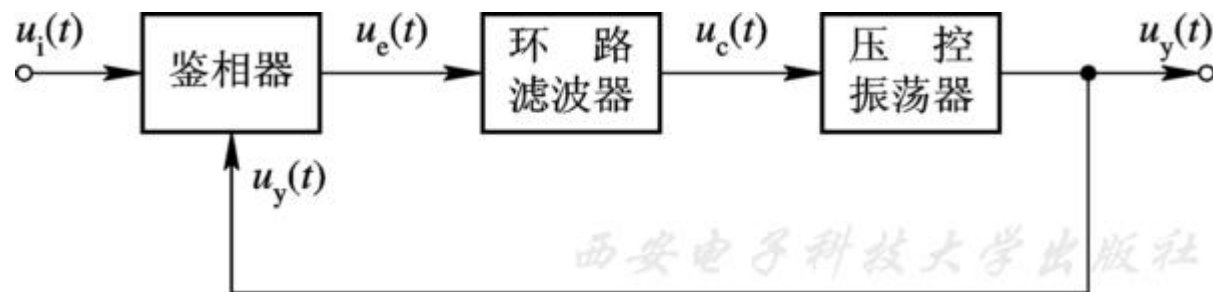 u_i(t)
鉴相器
u_e(t)
环 路
滤波器
u_c(t)
压 控
振荡器
u_y(t)
u_y(t)
西安电子科技大学出版社